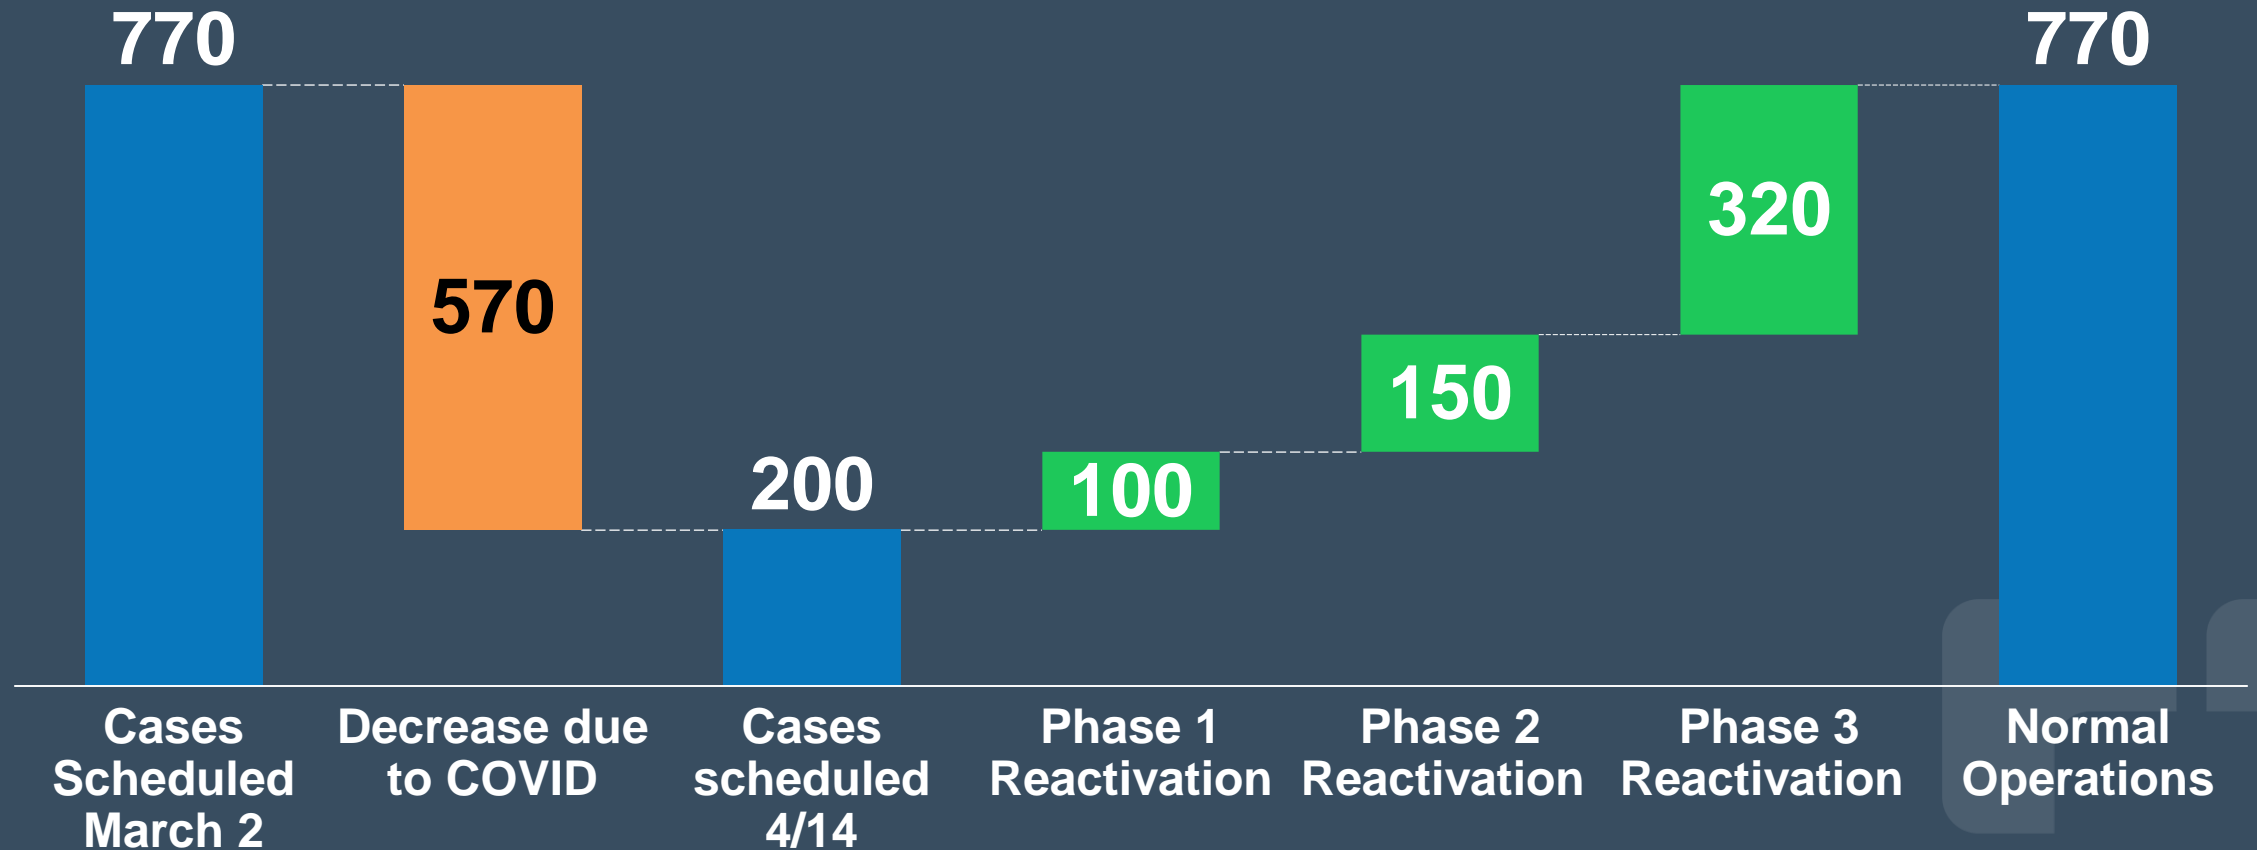 770
770
570
200
100
150
320
Cases
Scheduled
March 2
Decrease due
to COVID
Cases
scheduled
4/14
Phase 1
Reactivation
Phase 2
Reactivation
Phase 3
Reactivation
Normal
Operations